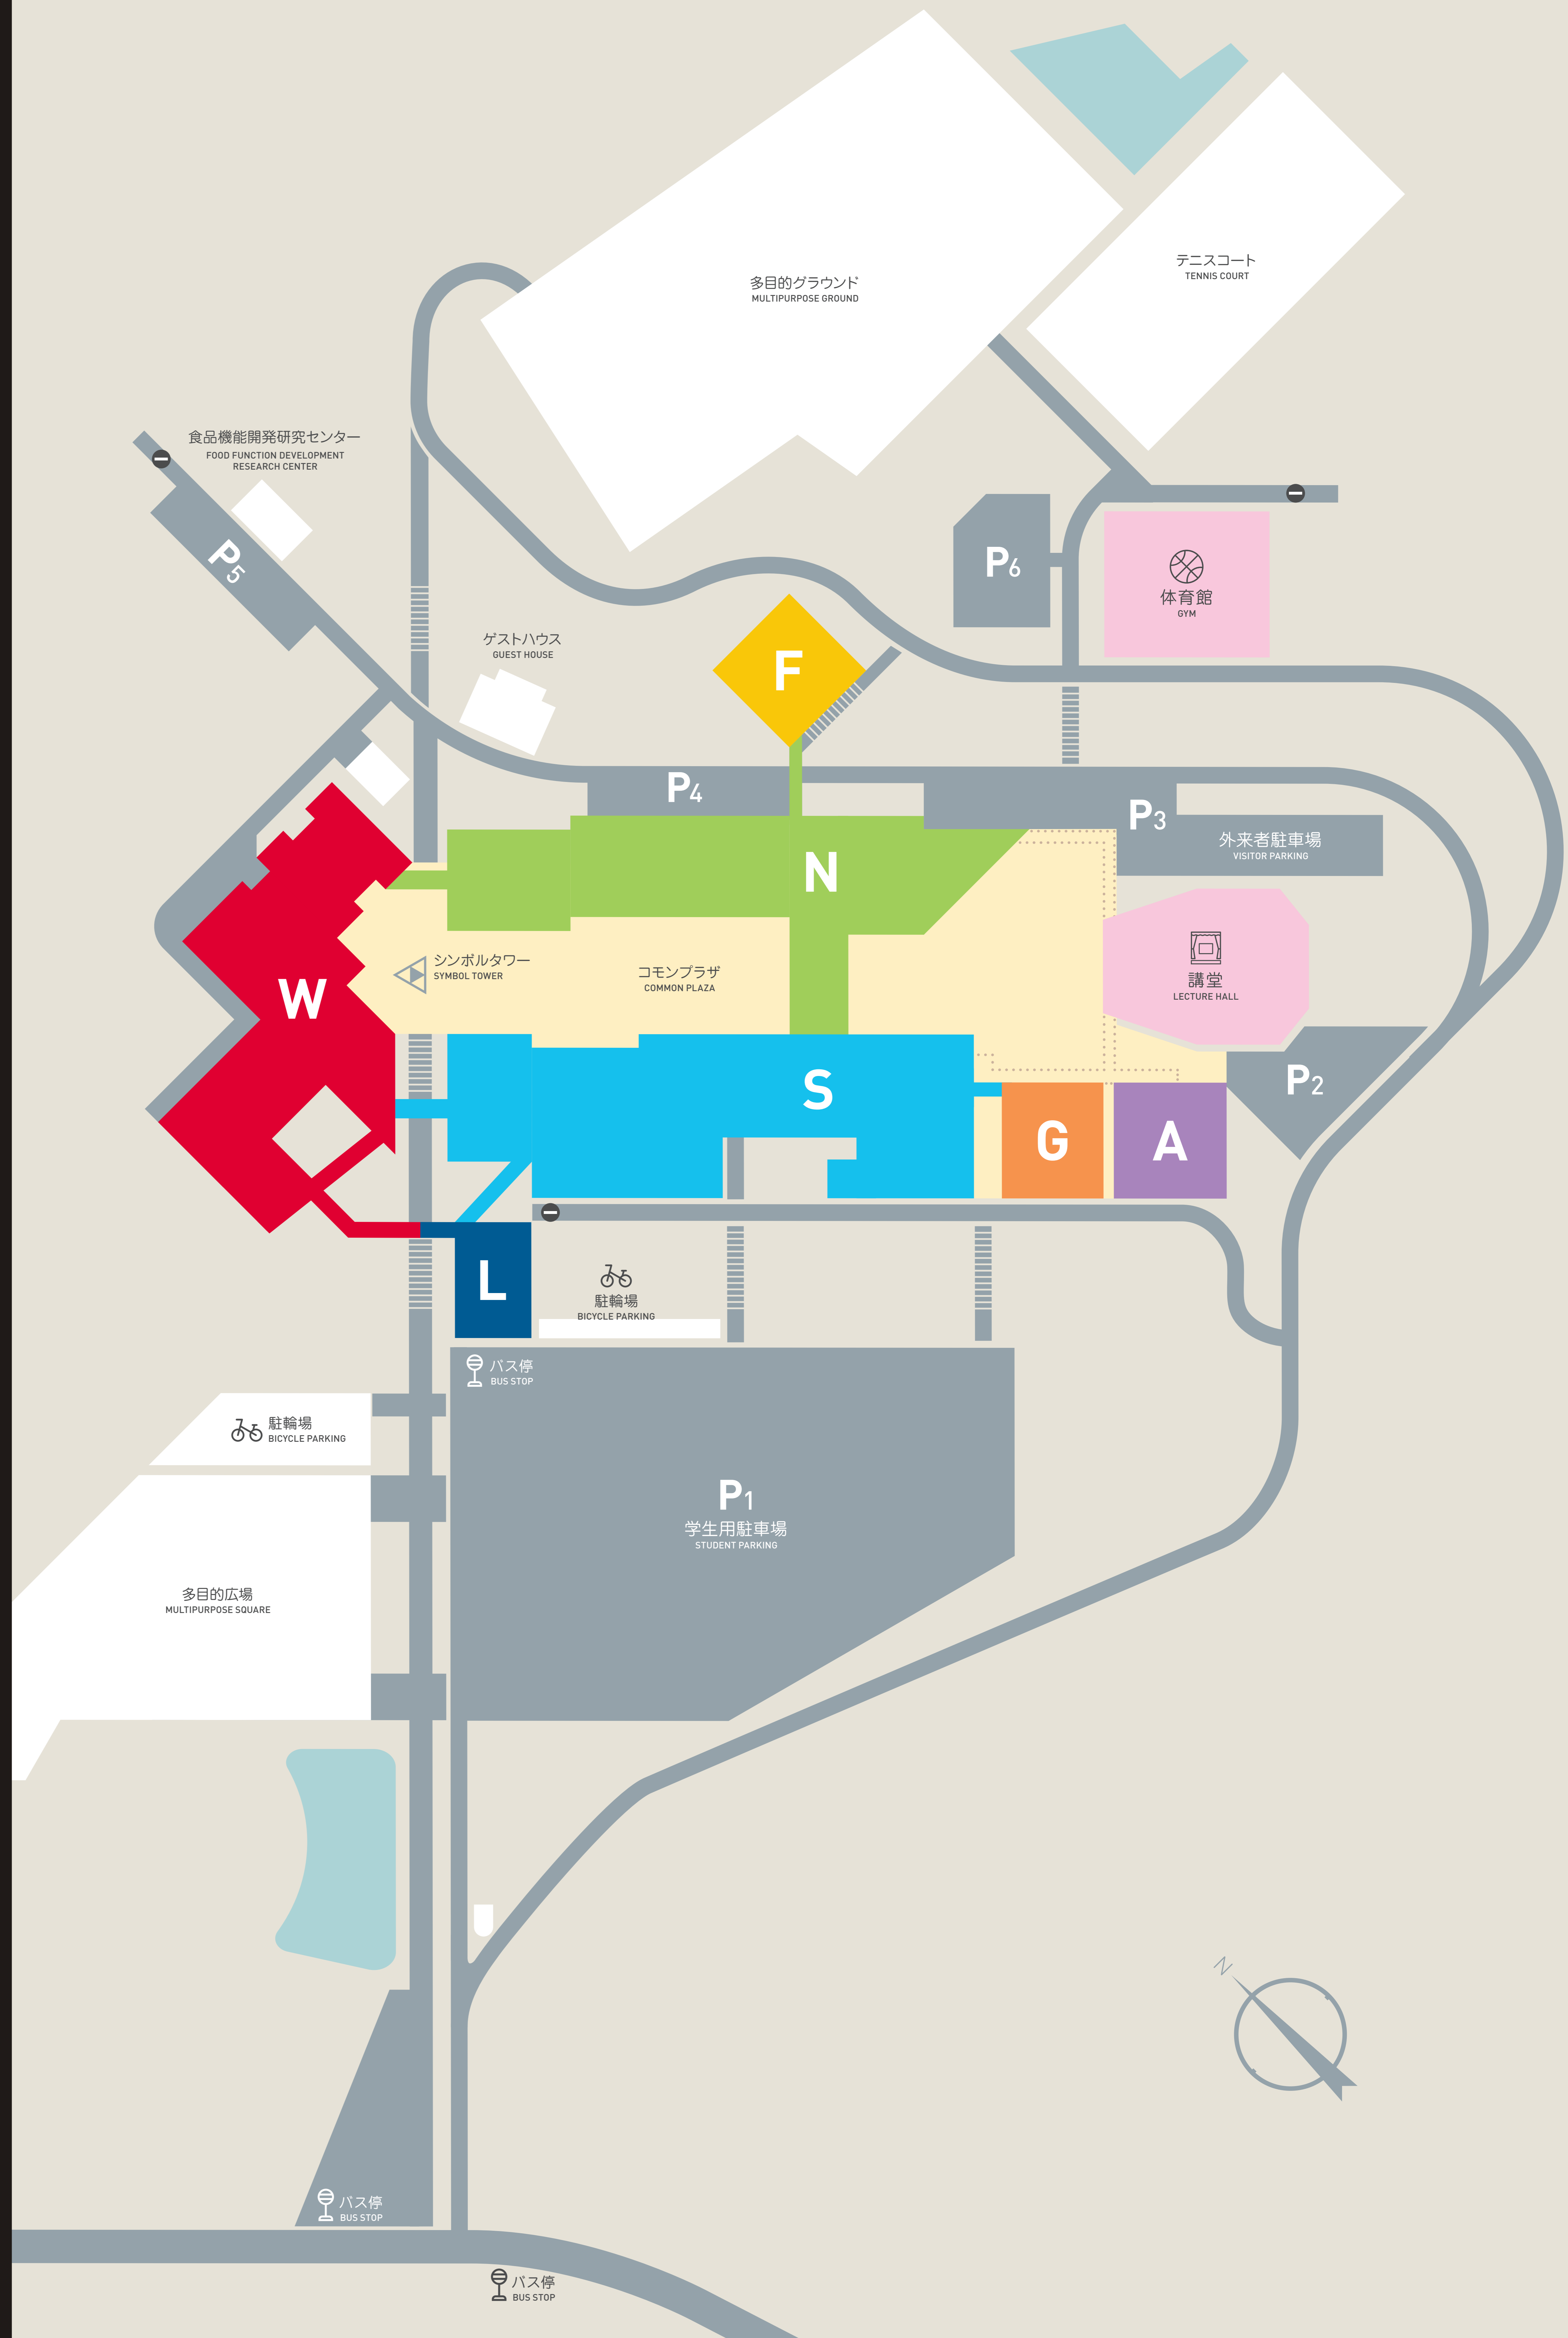 多目的グラウンド
MULTIPURPOSE GROUND
テニスコート
TENNIS COURT
食品機能開発研究センター
FOOD FUNCTION DEVELOPMENT
RESEARCH CENTER
P5
P6
体育館
GYM
ゲストハウス
GUEST HOUSE
F
P4
P3
外来者駐車場
VISITOR PARKING
N
W
シンボルタワー
SYMBOL TOWER
コモンプラザ
COMMON PLAZA
講堂
LECTURE HALL
S
P2
G
A
L
駐輪場
BICYCLE PARKING
バス停
BUS STOP
駐輪場
BICYCLE PARKING
P1
学生用駐車場
STUDENT PARKING
多目的広場
MULTIPURPOSE SQUARE
N
バス停
BUS STOP
バス停
BUS STOP